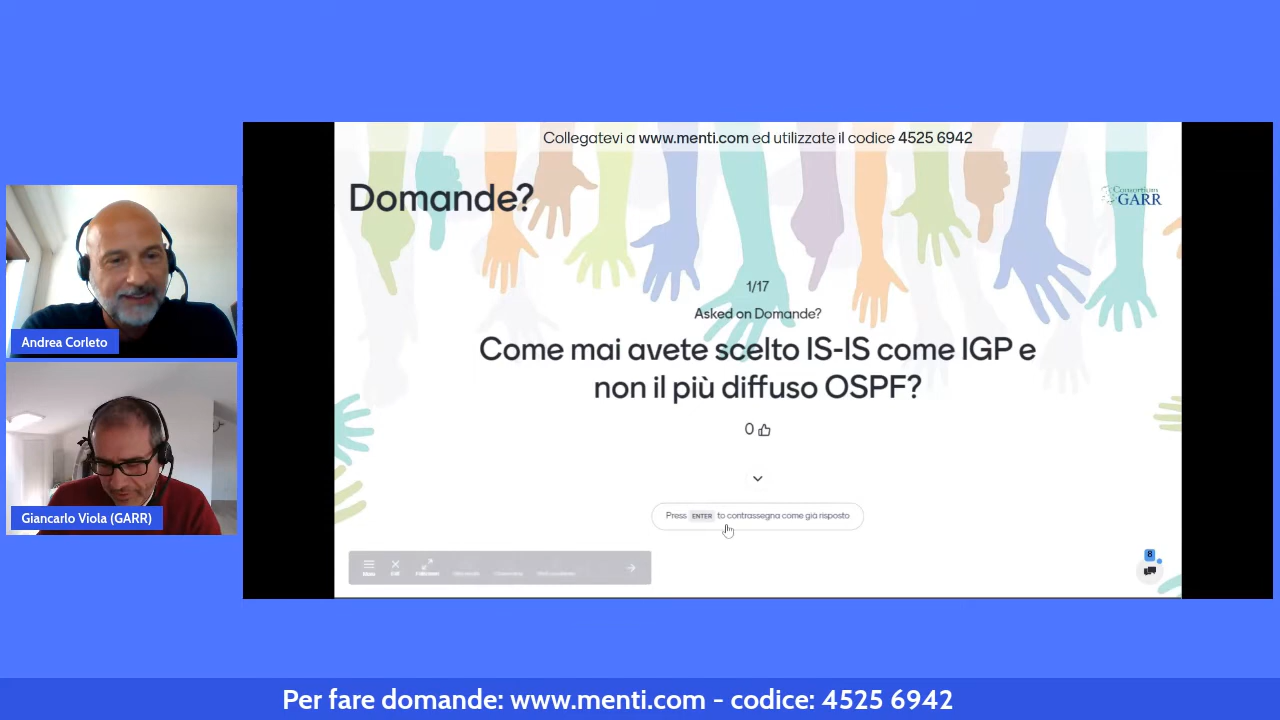 Collegatevi a www.menti.com ed utilizzate il codice 4525 6942
Domande?
Consortium
GARR
1/17
Asked on Domande?
Come mai avete scelto IS-IS come IGP e
non il più diffuso OSPF?
0
Press ENTER to contrassegna come già risposto
8
Andrea Corleto
Giancarlo Viola (GARR)
Per fare domande: www.menti.com - codice: 4525 6942